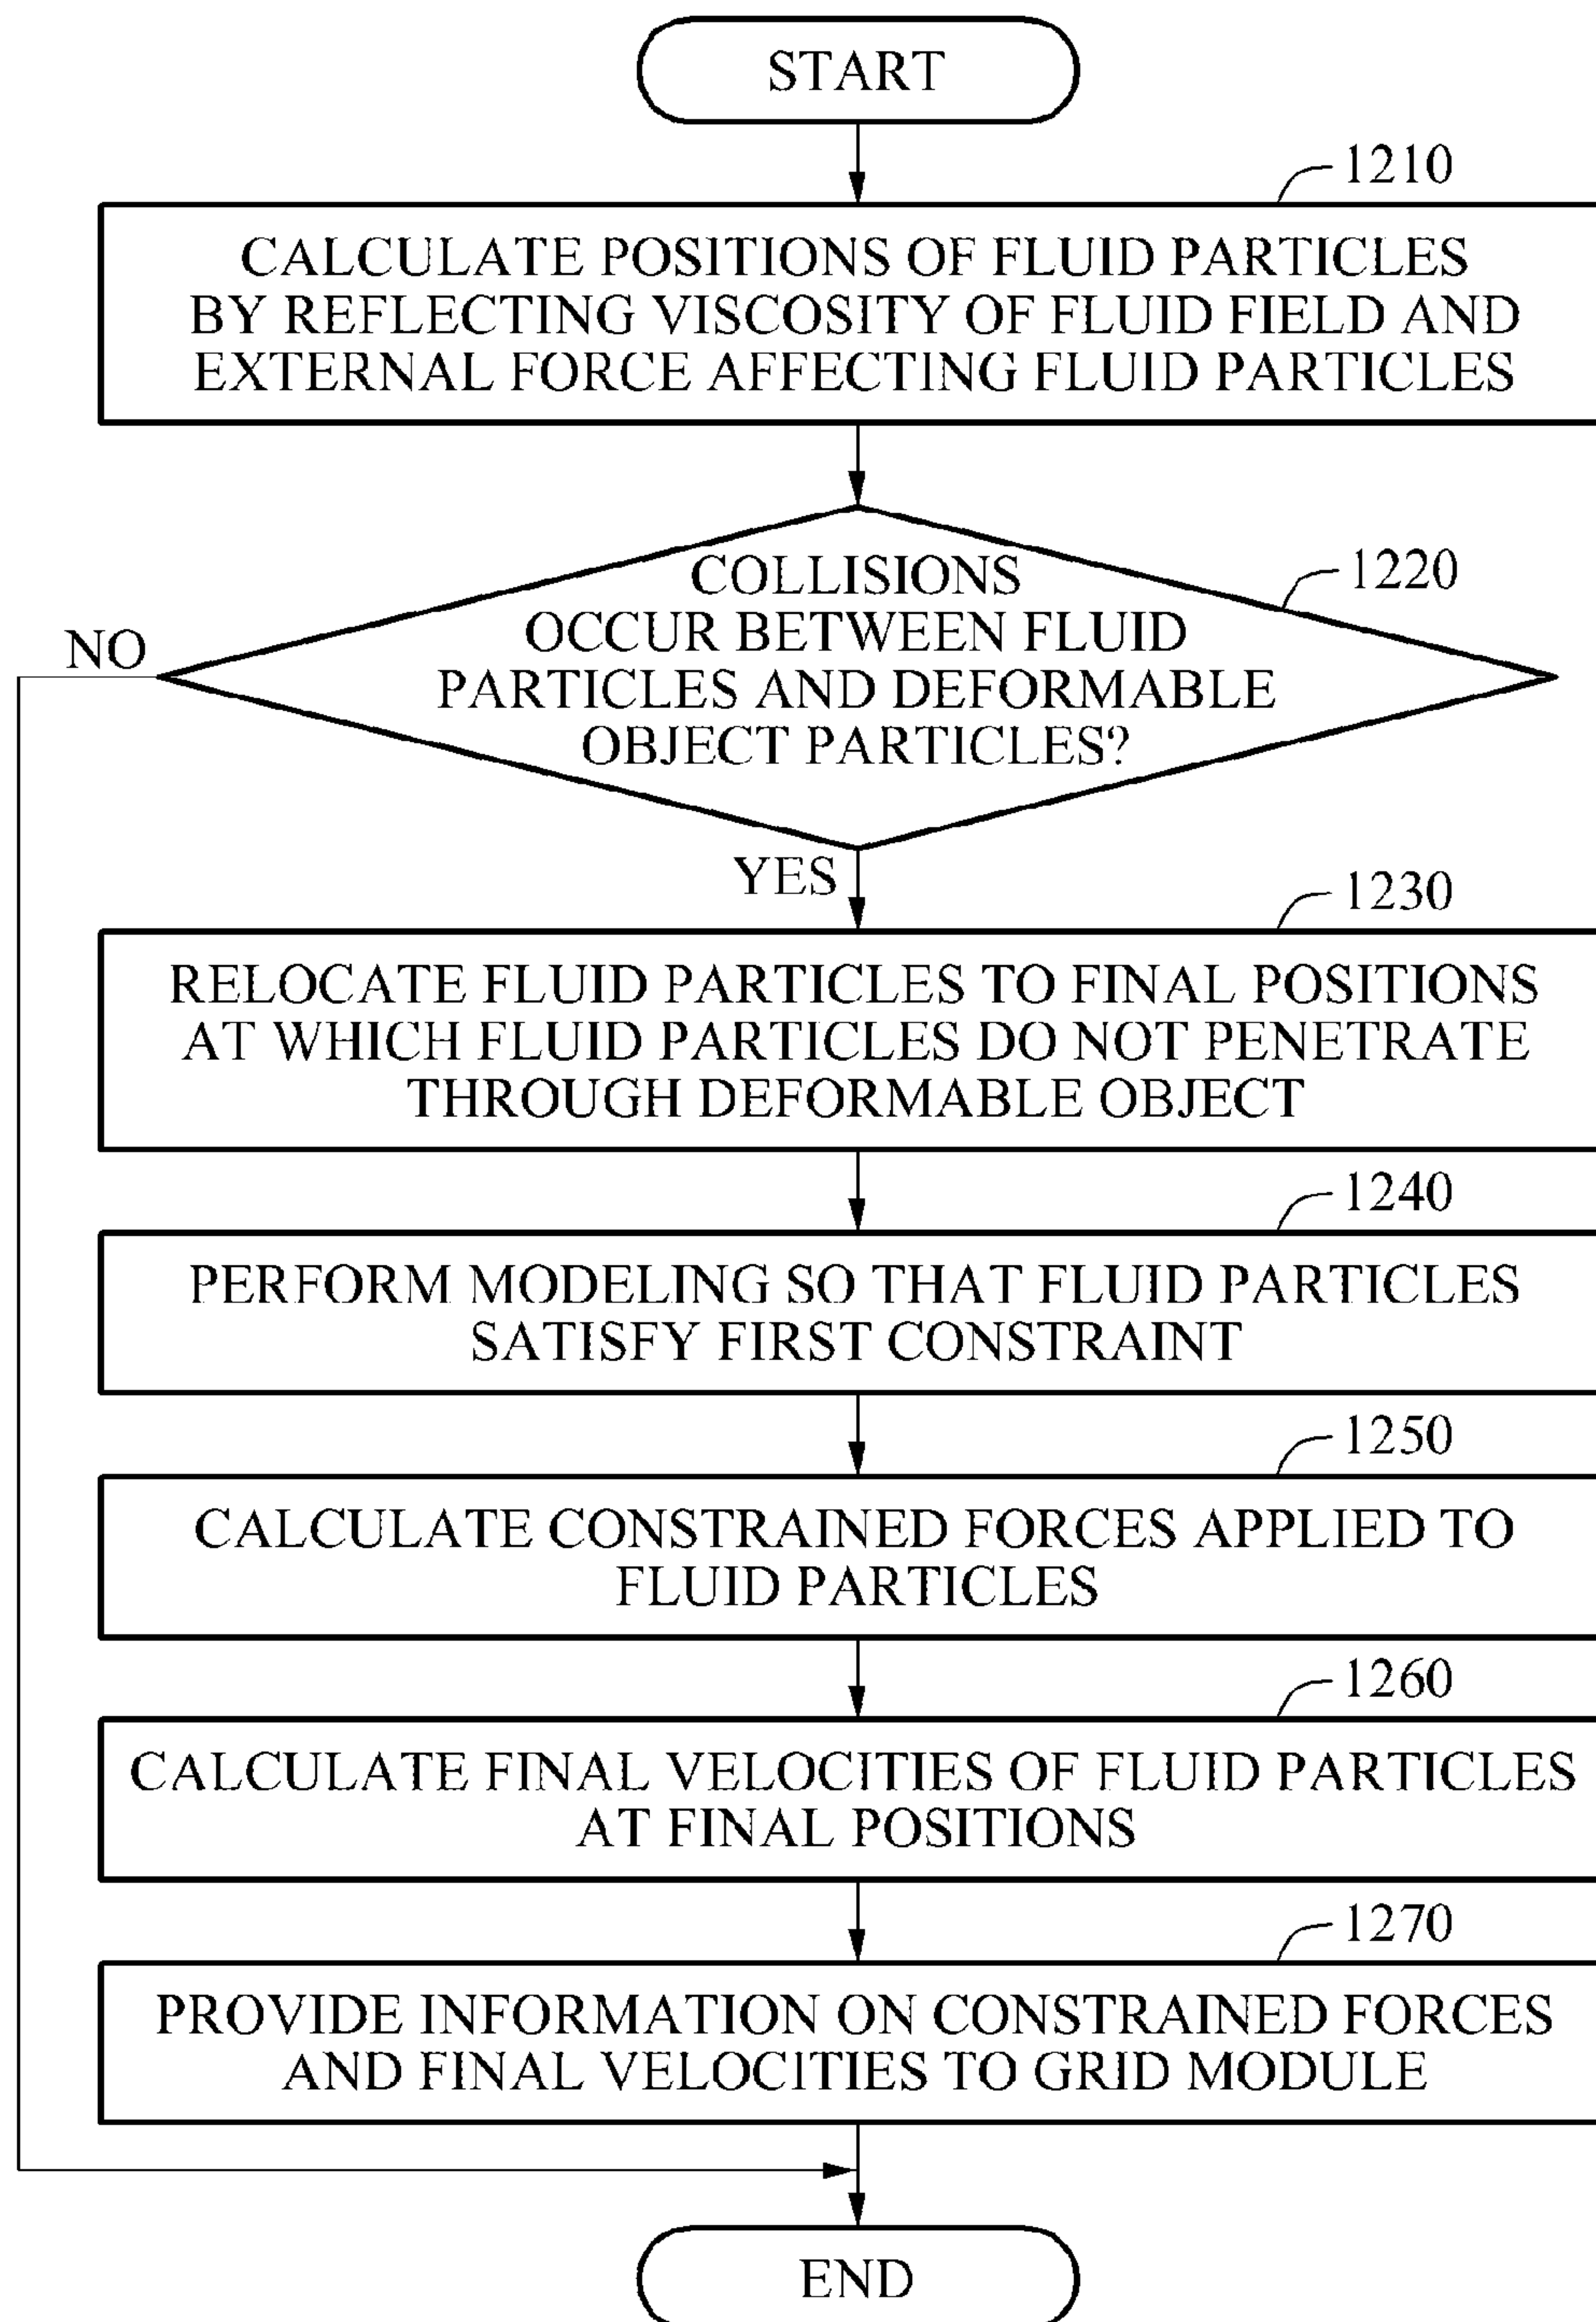 START
1210
CALCULATE POSITIONS OF FLUID PARTICLES
BY REFLECTING VISCOSITY OF FLUID FIELD AND
EXTERNAL FORCE AFFECTING FLUID PARTICLES
1220
COLLISIONS
OCCUR BETWEEN FLUID
PARTICLES AND DEFORMABLE
OBJECT PARTICLES?
NO
YES
1230
RELOCATE FLUID PARTICLES TO FINAL POSITIONS
AT WHICH FLUID PARTICLES DO NOT PENETRATE
THROUGH DEFORMABLE OBJECT
1240
PERFORM MODELING SO THAT FLUID PARTICLES
SATISFY FIRST CONSTRAINT
1250
CALCULATE CONSTRAINED FORCES APPLIED TO
FLUID PARTICLES
1260
CALCULATE FINAL VELOCITIES OF FLUID PARTICLES
AT FINAL POSITIONS
1270
PROVIDE INFORMATION ON CONSTRAINED FORCES
AND FINAL VELOCITIES TO GRID MODULE
END